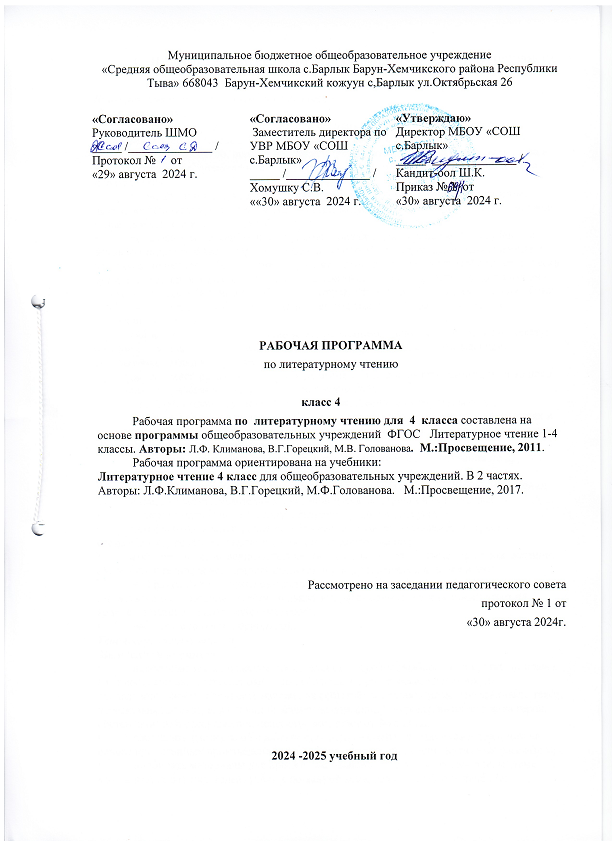 Муниципальное бюджетное общеобразовательное учреждение
«Средняя общеобразовательная школа с.Барлык Барун-Хемчикского района Республики
Тыва» 668043 Барун-Хемчикский кожуун с,Барлык ул.Октябрьская 26
«Согласовано»
Руководитель ШМО
/ /
Протокол № 1 от
«29» августа 2024 г.
«Согласовано»
Заместитель директора по
УВР МБОУ «СОШ
с.Барлык»
/ /
Хомушку С.В.
««30» августа 2024 г.
«Утверждаю»
Директор МБОУ «СОШ
с.Барлык»
Кандит-оол Ш.К.
Приказ № от
«30» августа 2024 г.
РАБОЧАЯ ПРОГРАММА
по литературному чтению
класс 4
Рабочая программа по литературному чтению для 4 класса составлена на
основе программы общеобразовательных учреждений ФГОС Литературное чтение 1-4
классы. Авторы: Л.Ф. Климанова, В.Г.Горецкий, М.В. Голованова. М.:Просвещение, 2011.
Рабочая программа ориентирована на учебники:
Литературное чтение 4 класс для общеобразовательных учреждений. В 2 частях.
Авторы: Л.Ф.Климанова, В.Г.Горецкий, М.Ф.Голованова. М.:Просвещение, 2017.
Рассмотрено на заседании педагогического совета
протокол № 1 от
«30» августа 2024г.
2024 -2025 учебный год